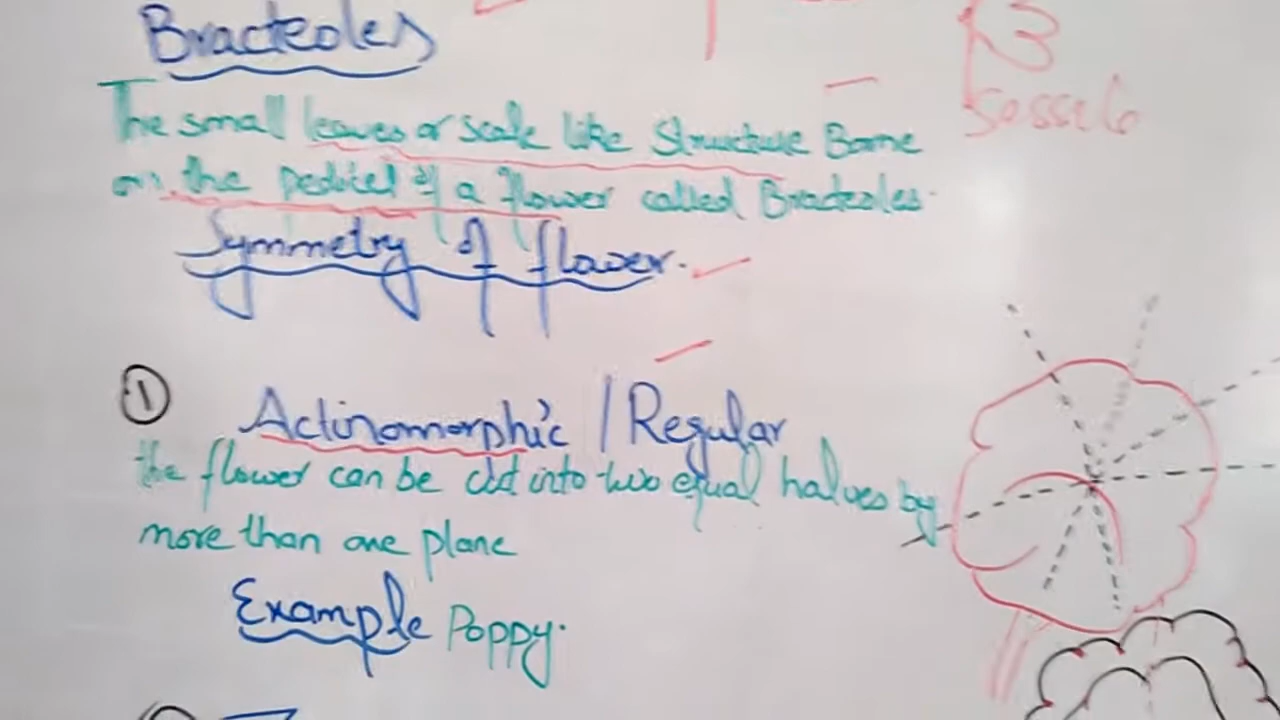 Bracteoles
sessile
The small leaves or scale like Structure Borne
on the pedicel of a flower called Bracteoles.
Symmetry of flower.
① Actinomorphic / Regular
the flower can be cut into two equal halves by
more than one plane
Example Poppy.